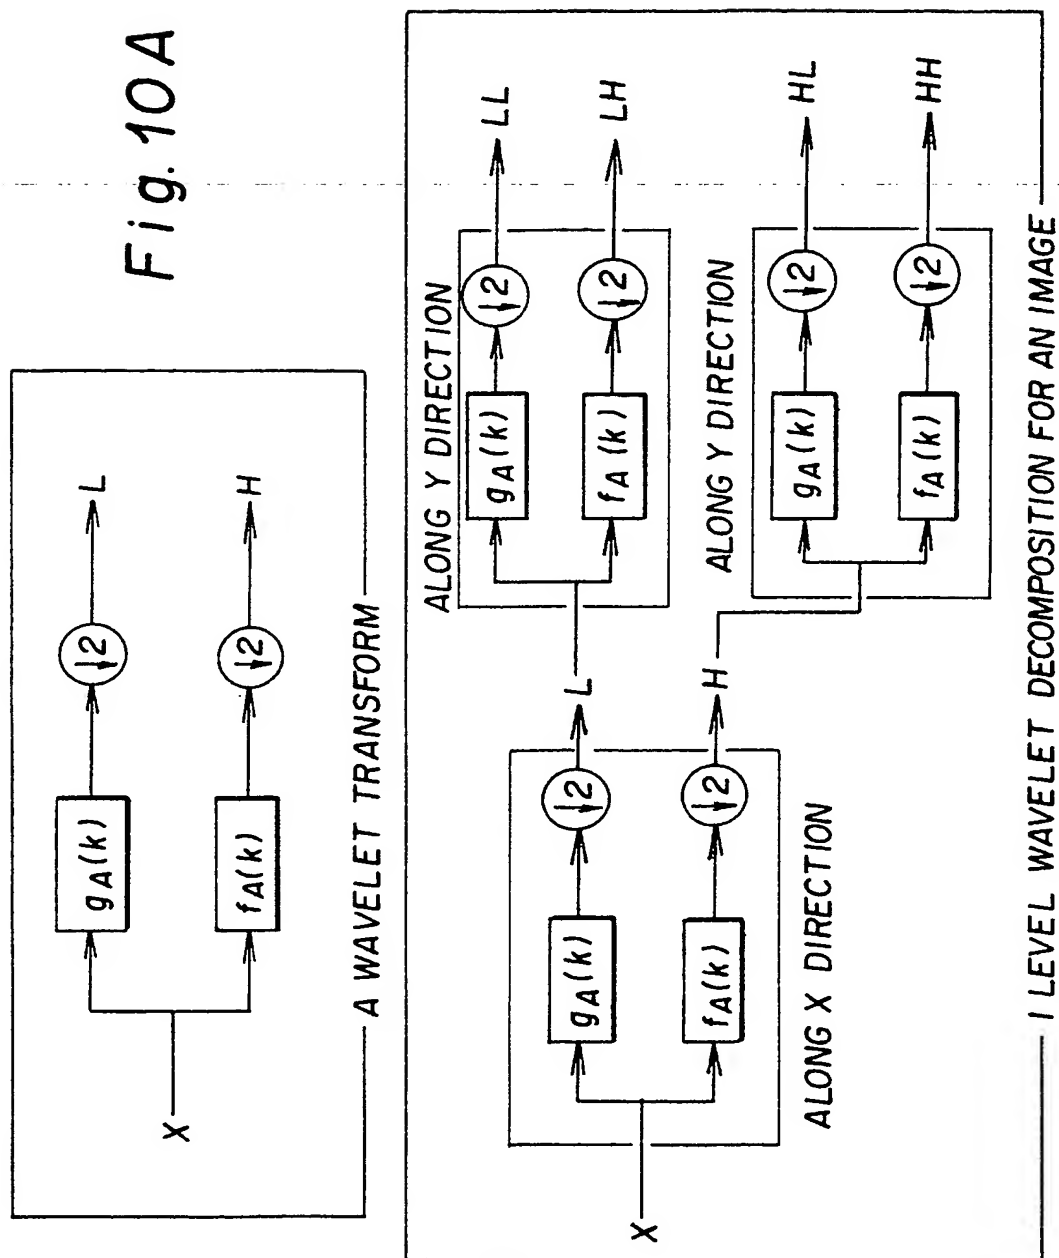 Fig. 10A
X
gA(k)
↓2
L
fA(k)
↓2
H
A WAVELET TRANSFORM
X
gA(k)
↓2
L
fA(k)
↓2
H
ALONG X DIRECTION
ALONG Y DIRECTION
gA(k)
↓2
LL
fA(k)
↓2
LH
ALONG Y DIRECTION
gA(k)
↓2
HL
fA(k)
↓2
HH
1 LEVEL WAVELET DECOMPOSITION FOR AN IMAGE